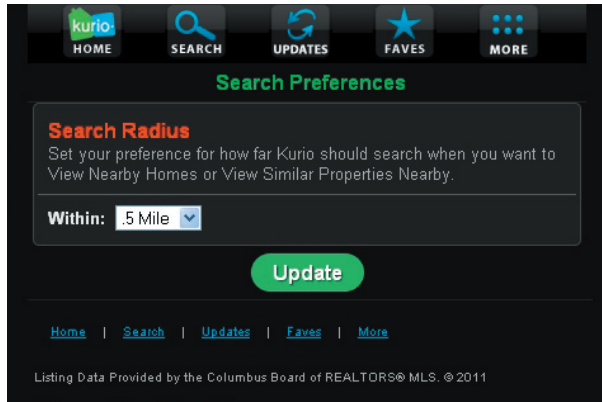 kurio
HOME SEARCH UPDATES FAVES MORE
Search Preferences
Search Radius
Set your preference for how far Kurio should search when you want to
View Nearby Homes or View Similar Properties Nearby.
Within: .5 Mile
Update
Home | Search | Updates | Faves | More
Listing Data Provided by the Columbus Board of REALTORS® MLS. © 2011